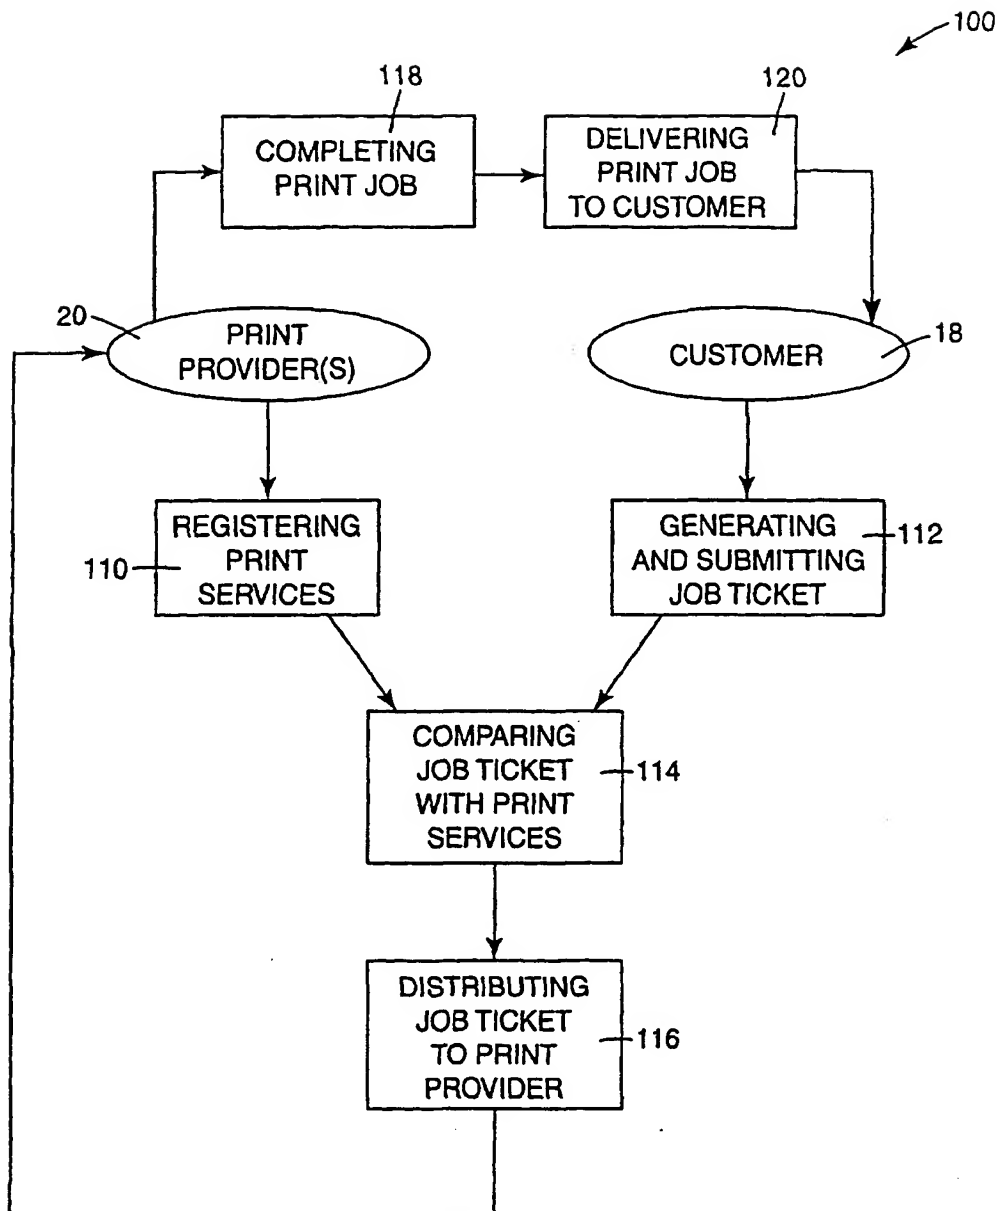 100
118
COMPLETING
PRINT JOB
120
DELIVERING
PRINT JOB
TO CUSTOMER
20
PRINT
PROVIDER(S)
CUSTOMER
18
REGISTERING
PRINT
SERVICES
110
GENERATING
AND SUBMITTING
JOB TICKET
112
COMPARING
JOB TICKET
WITH PRINT
SERVICES
114
DISTRIBUTING
JOB TICKET
TO PRINT
PROVIDER
116